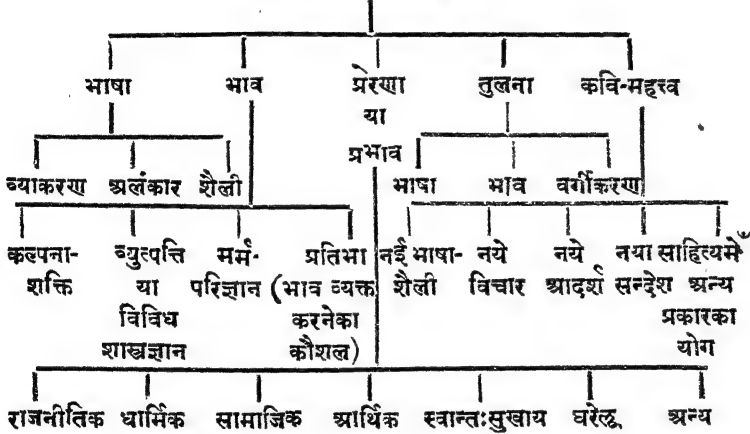 भाषा भाव प्रेरणा तुलना कवि-महत्त्व
या
प्रभाव
व्याकरण अलंकार शैली भाषा भाव वर्गीकरण
कल्पना- व्युत्पत्ति मर्म- प्रतिभा नई भाषा- नये नये नया साहित्यमेँ
शक्ति या परिज्ञान (भाव व्यक्त शैली विचार आदर्श सन्देश अन्य
विविध करनेका प्रकारका
शास्त्रज्ञान कौशल) योग
राजनीतिक धार्मिक सामाजिक आर्थिक स्वान्तःसुखाय घरेलू अन्य